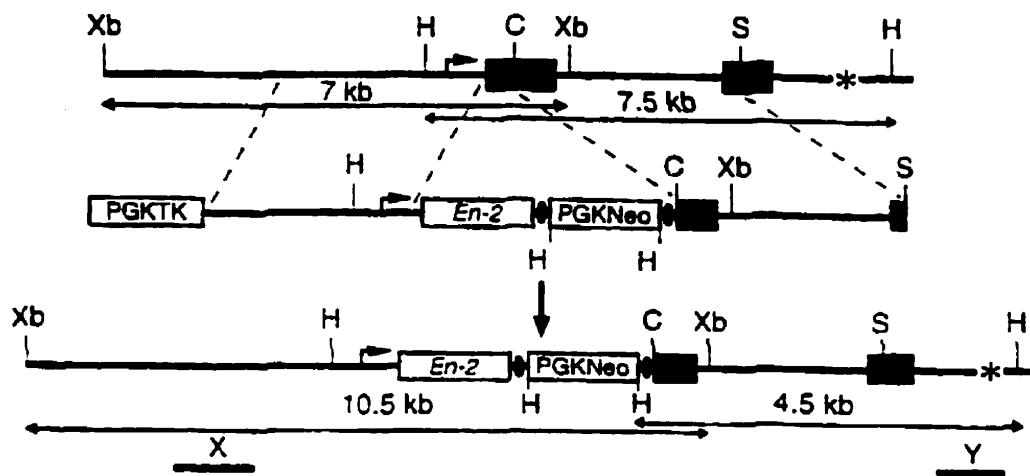 Xb H C Xb S H
*
7 kb 7.5 kb
H C Xb S
PGKTK En-2 PGKNeo
H H
Xb H C Xb S H
En-2 PGKNeo *
10.5 kb H H 4.5 kb
X Y